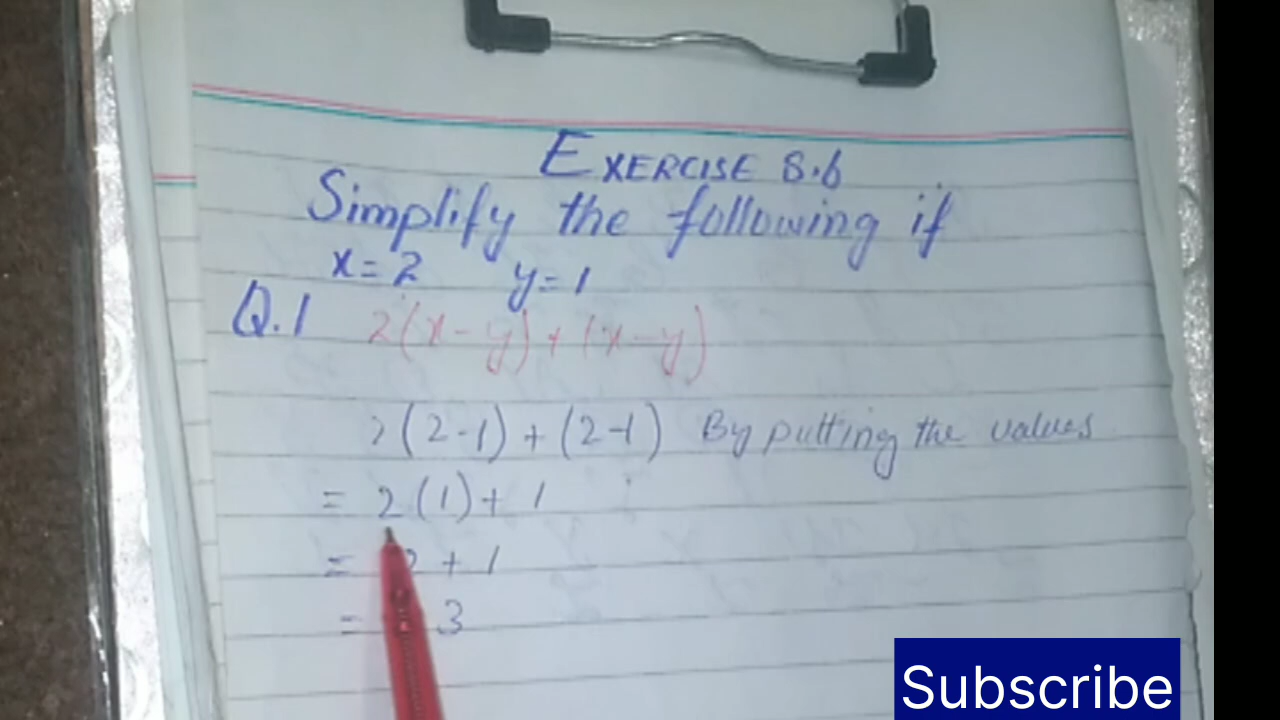 EXERCISE 8.6
Simplify the following if
x = 2 y = 1
Q.1 2(x-y)+(x-y)
2(2-1)+(2-1) By putting the values
= 2(1)+1
= 2+1
= 3
Subscribe